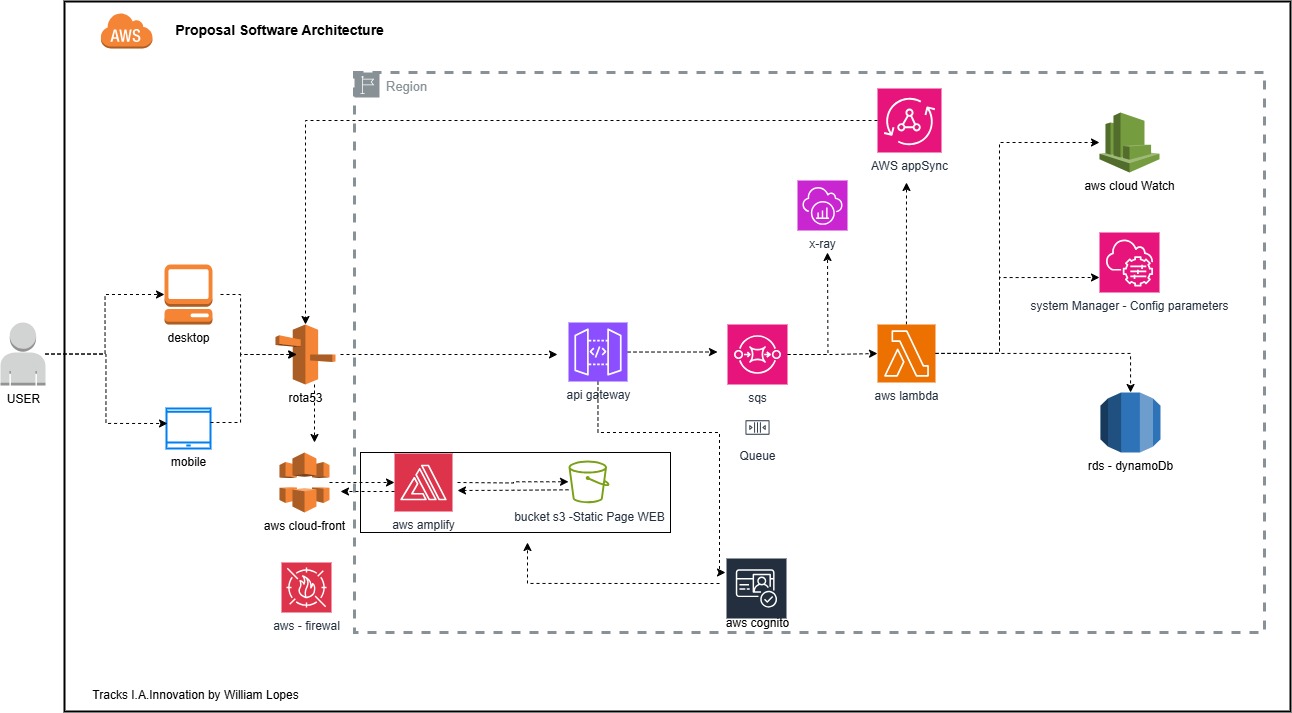 AWS
Proposal Software Architecture
Region
AWS appSync
aws cloud Watch
x-ray
system Manager - Config parameters
desktop
USER
rota53
api gateway
sqs
aws lambda
mobile
Queue
rds - dynamoDb
aws cloud-front
aws amplify
bucket s3 -Static Page WEB
aws - firewal
aws cognito
Tracks I.A.Innovation by William Lopes